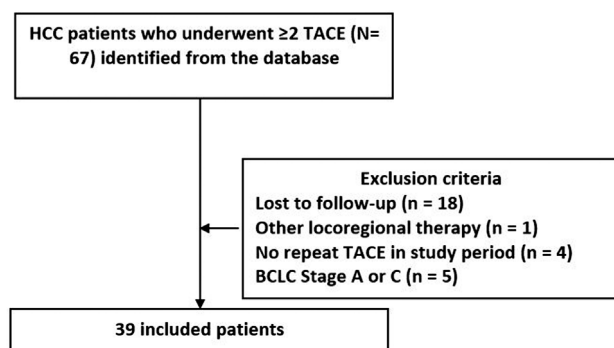 HCC patients who underwent ≥2 TACE (N=
67) identified from the database
Exclusion criteria
Lost to follow-up (n = 18)
Other locoregional therapy (n = 1)
No repeat TACE in study period (n = 4)
BCLC Stage A or C (n = 5)
39 included patients